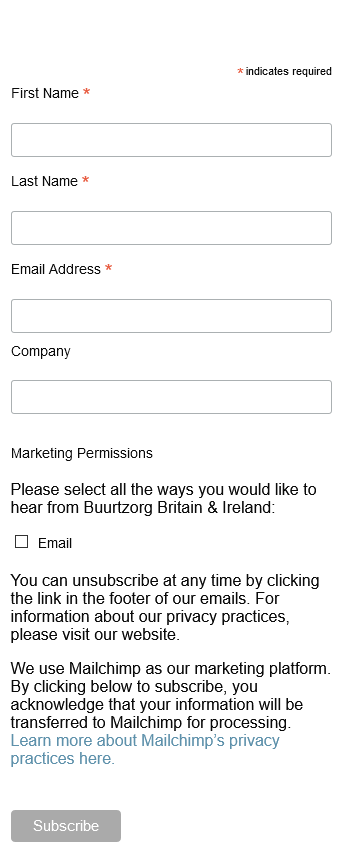 * indicates required
First Name *
Last Name *
Email Address *
Company
Marketing Permissions
Please select all the ways you would like to
hear from Buurtzorg Britain & Ireland:
Email
You can unsubscribe at any time by clicking
the link in the footer of our emails. For
information about our privacy practices,
please visit our website.
We use Mailchimp as our marketing platform.
By clicking below to subscribe, you
acknowledge that your information will be
transferred to Mailchimp for processing.
Learn more about Mailchimp’s privacy
practices here.
Subscribe